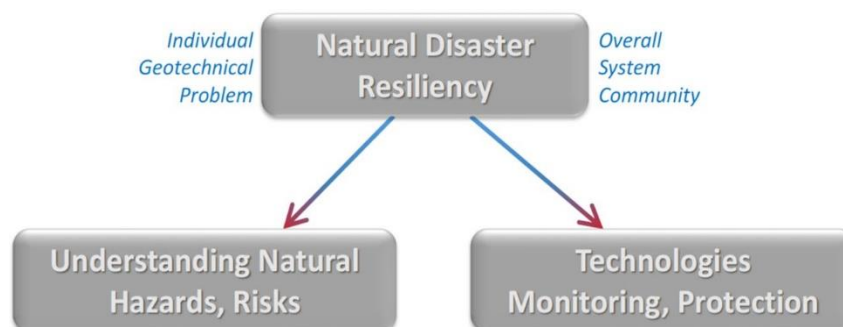 Individual
Geotechnical
Problem
Natural Disaster
Resiliency
Overall
System
Community
Understanding Natural
Hazards, Risks
Technologies
Monitoring, Protection